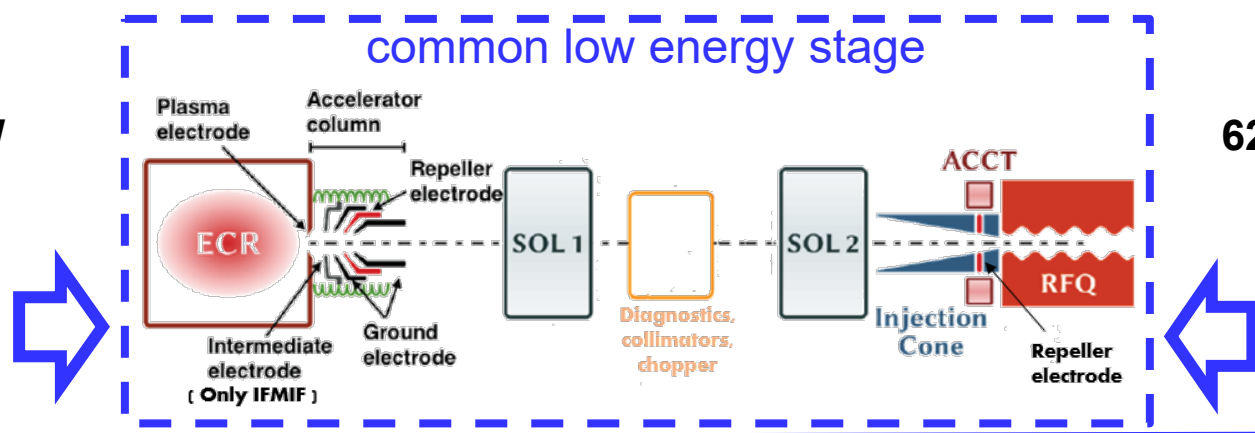 common low energy stage
Plasma
electrode
Accelerator
column
Repeller
electrode
ECR
SOL 1
SOL 2
ACCT
RFQ
Intermediate
electrode
( Only IFMIF )
Ground
electrode
Diagnostics,
collimators,
chopper
Injection
Cone
Repeller
electrode
62